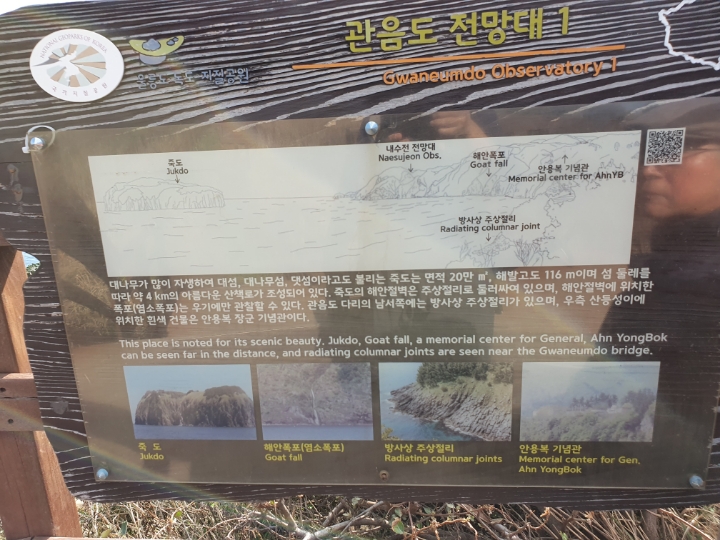 NATIONAL GEOPARKS OF KOREA
국가지질공원
울릉도·독도 지질공원
관음도 전망대 1
Gwaneumdo Observatory 1
죽도
Jukdo
내수전 전망대
Naesujeon Obs.
해안폭포
Goat fall
안용복 기념관
Memorial center for AhnYB
방사상 주상절리
Radiating columnar joint
대나무가 많이 자생하여 대섬, 대나무섬, 댓섬이라고도 불리는 죽도는 면적 20만 ㎡, 해발고도 116 m이며 섬 둘레를
따라 약 4 km의 아름다운 산책로가 조성되어 있다. 죽도의 해안절벽은 주상절리로 둘러싸여 있으며, 해안절벽에 위치한
폭포(염소폭포)는 우기에만 관찰할 수 있다. 관음도 다리의 남서쪽에는 방사상 주상절리가 있으며, 우측 산등성이에
위치한 흰색 건물은 안용복 장군 기념관이다.
This place is noted for its scenic beauty. Jukdo, Goat fall, a memorial center for General, Ahn YongBok
can be seen far in the distance, and radiating columnar joints are seen near the Gwaneumdo bridge.
죽 도
Jukdo
해안폭포(염소폭포)
Goat fall
방사상 주상절리
Radiating columnar joints
안용복 기념관
Memorial center for Gen.
Ahn YongBok